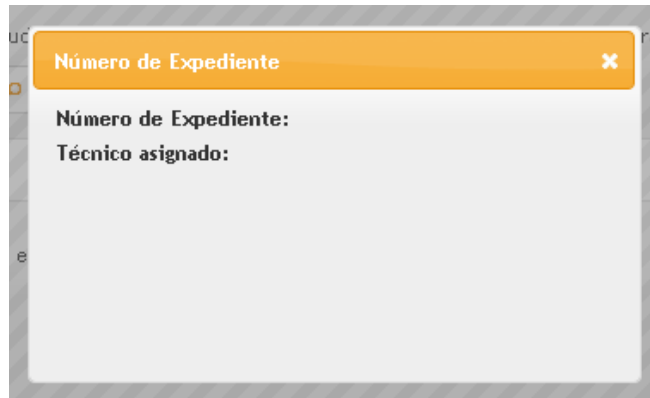 Número de Expediente
Número de Expediente:
Técnico asignado:
e